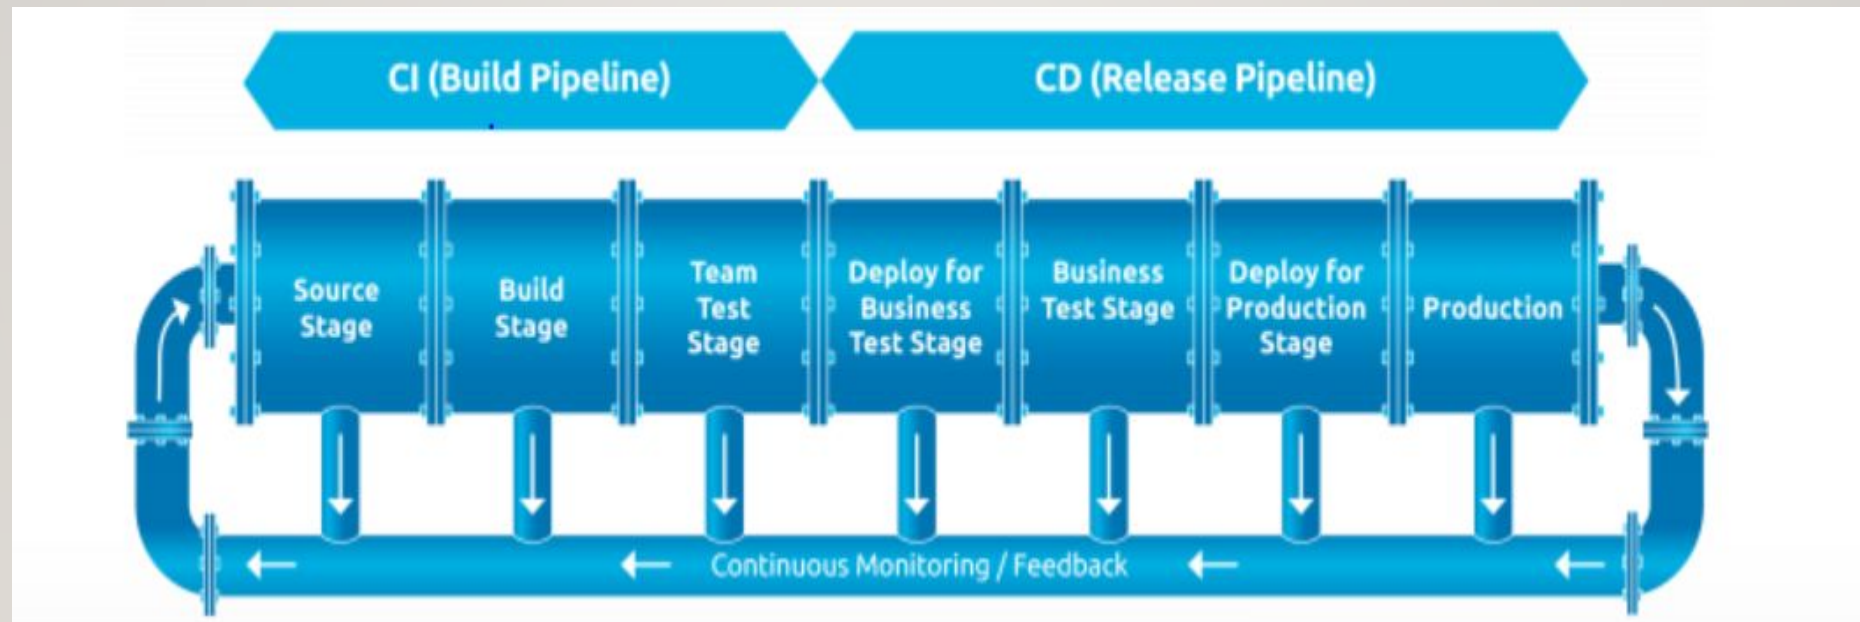 CI (Build Pipeline)
CD (Release Pipeline)
Source
Stage
Build
Stage
Team
Test
Stage
Deploy for
Business
Test Stage
Business
Test Stage
Deploy for
Production
Stage
Production
Continuous Monitoring / Feedback